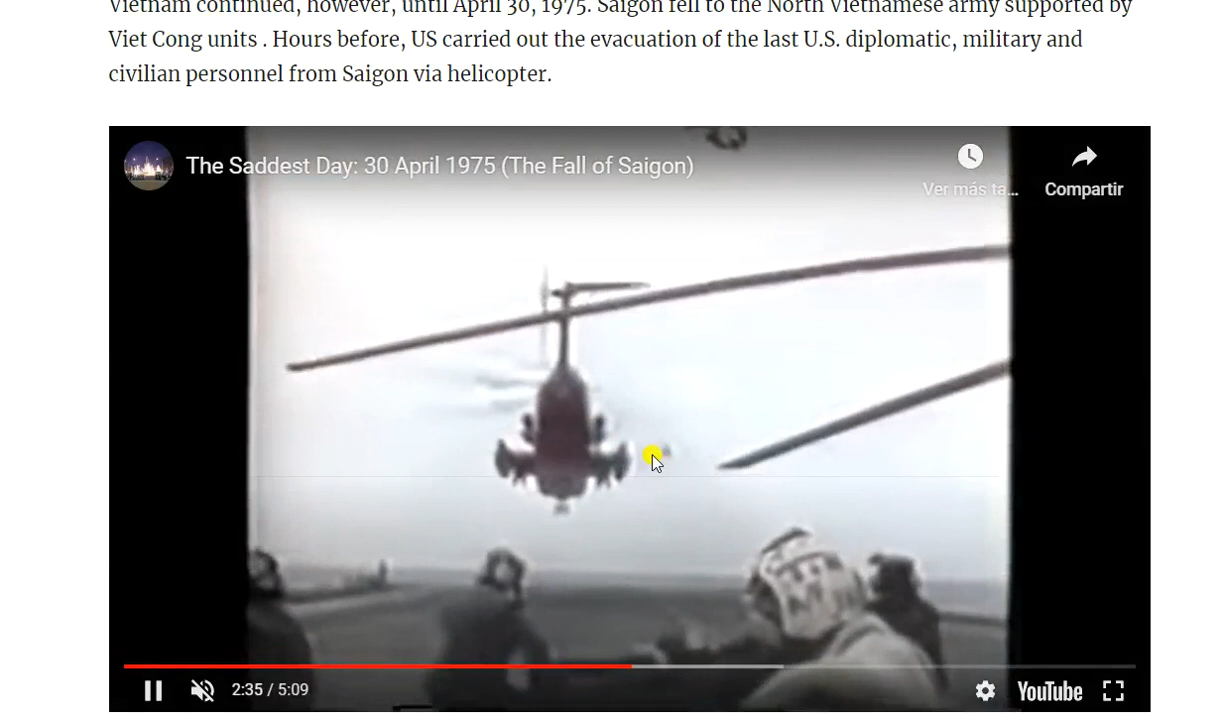 Vietnam continued, however, until April 30, 1975. Saigon fell to the North Vietnamese army supported by
Viet Cong units . Hours before, US carried out the evacuation of the last U.S. diplomatic, military and
civilian personnel from Saigon via helicopter.
The Saddest Day: 30 April 1975 (The Fall of Saigon)
Ver más ta...
Compartir
2:35 / 5:09
YouTube